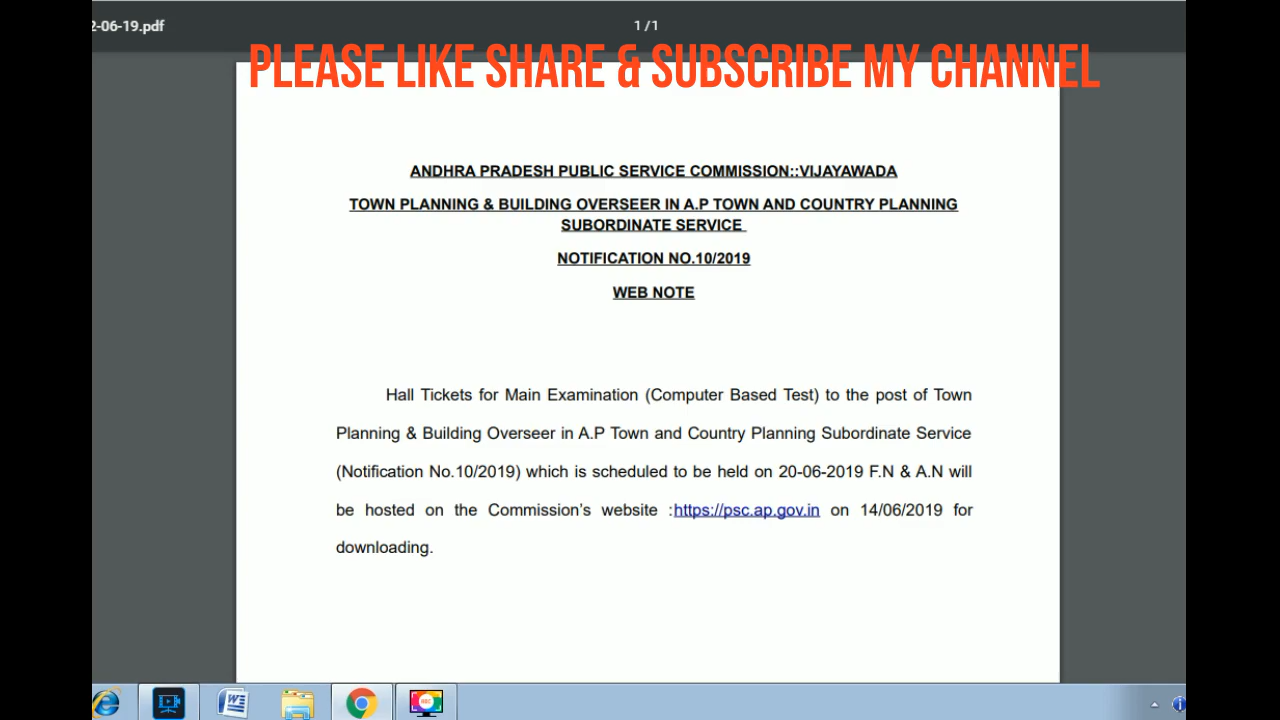 2-06-19.pdf
1 / 1
PLEASE LIKE SHARE & SUBSCRIBE MY CHANNEL
ANDHRA PRADESH PUBLIC SERVICE COMMISSION::VIJAYAWADA
TOWN PLANNING & BUILDING OVERSEER IN A.P TOWN AND COUNTRY PLANNING
SUBORDINATE SERVICE
NOTIFICATION NO.10/2019
WEB NOTE
Hall Tickets for Main Examination (Computer Based Test) to the post of Town
Planning & Building Overseer in A.P Town and Country Planning Subordinate Service
(Notification No.10/2019) which is scheduled to be held on 20-06-2019 F.N & A.N will
be hosted on the Commission's website :https://psc.ap.gov.in on 14/06/2019 for
downloading.